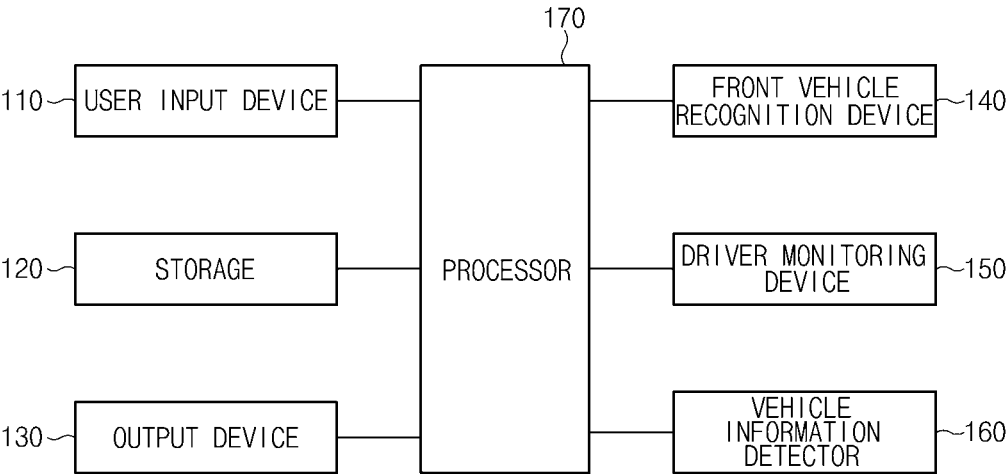 170
110
USER INPUT DEVICE
FRONT VEHICLE
RECOGNITION DEVICE
140
120
STORAGE
PROCESSOR
DRIVER MONITORING
DEVICE
150
130
OUTPUT DEVICE
VEHICLE
INFORMATION
DETECTOR
160